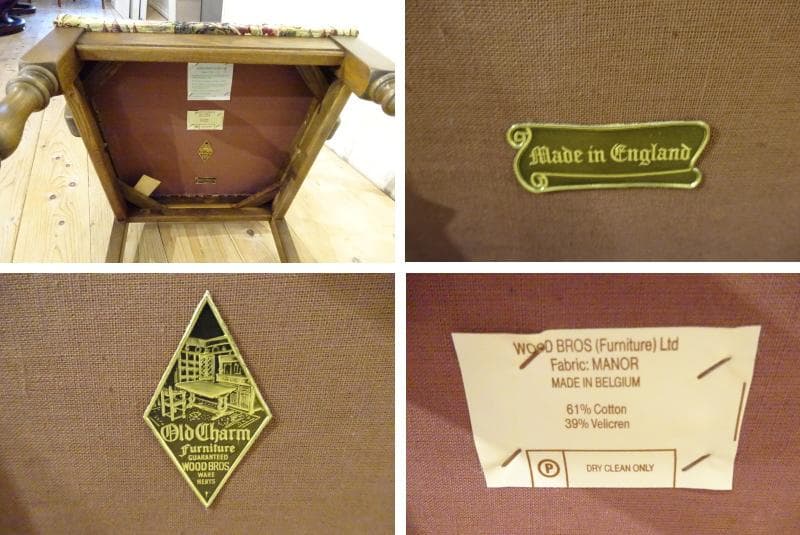 Made in England
Old Charm
Furniture
GUARANTEED
WOOD BROS
WARE
HERTS
WOOD BROS (Furniture) Ltd
Fabric: MANOR
MADE IN BELGIUM
61% Cotton
39% Velicren
P
DRY CLEAN ONLY